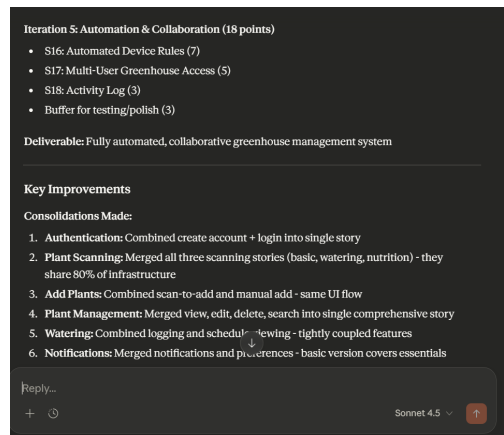 Iteration 5: Automation & Collaboration (18 points)
• S16: Automated Device Rules (7)
• S17: Multi-User Greenhouse Access (5)
• S18: Activity Log (3)
• Buffer for testing/polish (3)
Deliverable: Fully automated, collaborative greenhouse management system
Key Improvements
Consolidations Made:
1. Authentication: Combined create account + login into single story
2. Plant Scanning: Merged all three scanning stories (basic, watering, nutrition) - they
share 80% of infrastructure
3. Add Plants: Combined scan-to-add and manual add - same UI flow
4. Plant Management: Merged view, edit, delete, search into single comprehensive story
5. Watering: Combined logging and schedule viewing - tightly coupled features
6. Notifications: Merged notifications and preferences - basic version covers essentials
Reply...
Sonnet 4.5